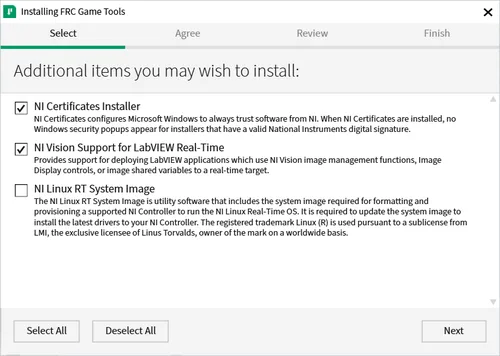 Installing FRC Game Tools
Select
Agree
Review
Finish
Additional items you may wish to install:
NI Certificates Installer
NI Certificates configures Microsoft Windows to always trust software from NI. When NI Certificates are installed, no
Windows security popups appear for installers that have a valid National Instruments digital signature.
NI Vision Support for LabVIEW Real-Time
Provides support for deploying LabVIEW applications which use NI Vision image management functions, Image
Display controls, or image shared variables to a real-time target.
NI Linux RT System Image
The NI Linux RT System Image is utility software that includes the system image required for formatting and
provisioning a supported NI Controller to run the NI Linux Real-Time OS. It is required to update the system image to
install the latest drivers to your NI Controller. The registered trademark Linux (R) is used pursuant to a sublicense from
LMI, the exclusive licensee of Linus Torvalds, owner of the mark on a worldwide basis.
Select All
Deselect All
Next